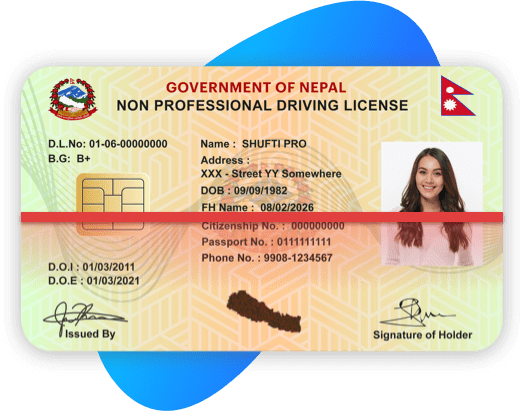 GOVERNMENT OF NEPAL
NON PROFESSIONAL DRIVING LICENSE
D.L.No: 01-06-00000000
B.G: B+
Name : SHUFTI PRO
Address :
XXX - Street YY Somewhere
DOB : 09/09/1982
FH Name : 08/02/2026
Citizenship No. : 000000000
Passport No. : 0111111111
Phone No. : 9908-1234567
D.O.I : 01/03/2011
D.O.E : 01/03/2021
Issued By
Signature of Holder